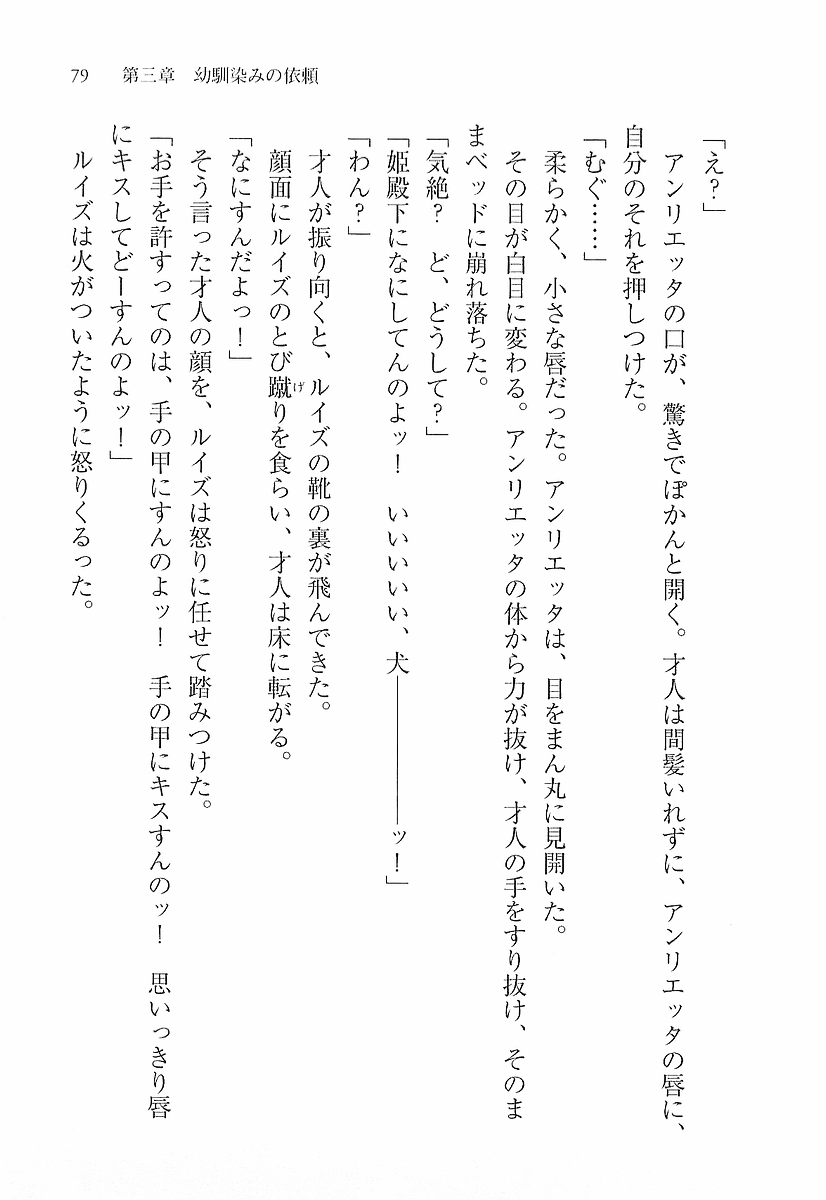 79　第三章　幼馴染みの依頼
「え？」
　アンリエッタの口が、驚きでぽかんと開く。才人は間髪いれずに、アンリエッタの唇に、
自分のそれを押しつけた。
「むぐ……」
　柔らかく、小さな唇だった。アンリエッタは、目をまん丸に見開いた。
　その目が白目に変わる。アンリエッタの体から力が抜け、才人の手をすり抜け、そのま
まベッドに崩れ落ちた。
「気絶？　ど、どうして？」
「姫殿下になにしてんのよッ！　いいいいい、犬――――――ッ！」
「わん？」
　才人が振り向くと、ルイズの靴の裏が飛んできた。
　顔面にルイズのとび蹴りを食らい、才人は床に転がる。
「なにすんだよっ！」
　そう言った才人の顔を、ルイズは怒りに任せて踏みつけた。
「お手を許すってのは、手の甲にすんのよッ！　手の甲にキスすんのッ！　思いっきり唇
にキスしてどーすんのよッ！」
　ルイズは火がついたように怒りくるった。